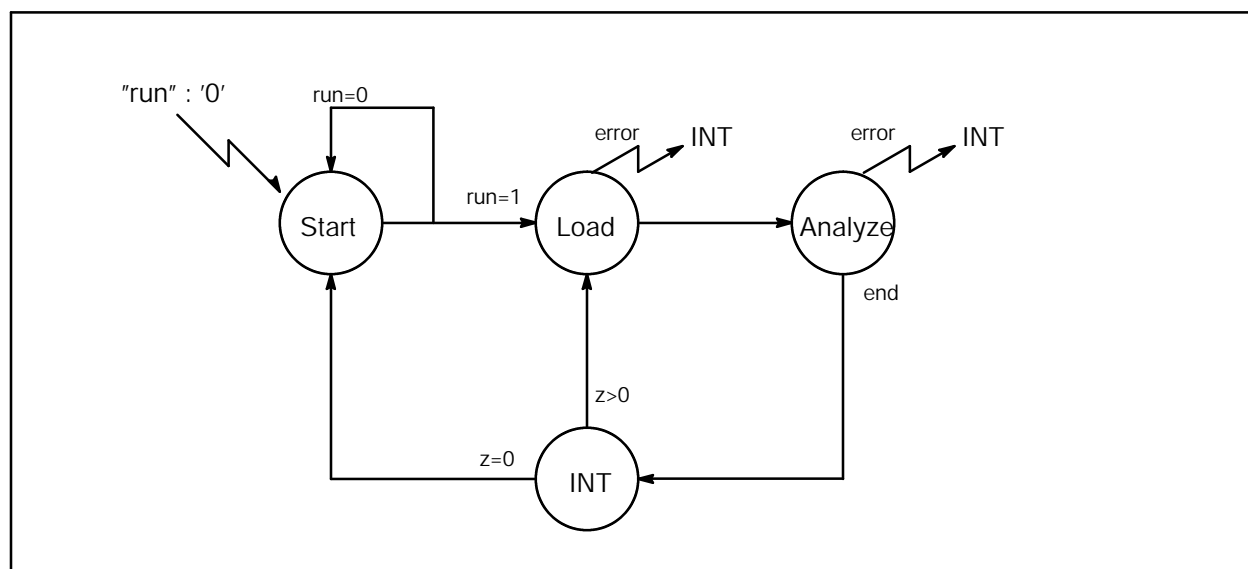 "run" : '0'
run=0
error
INT
error
INT
run=1
Start
Load
Analyze
end
z>0
z=0
INT